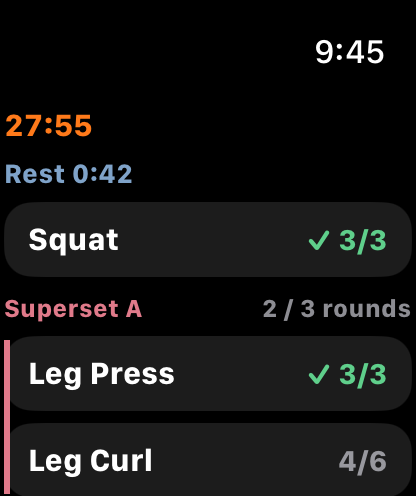 9:45
27:55
Rest 0:42
Squat ✓ 3/3
Superset A 2 / 3 rounds
Leg Press ✓ 3/3
Leg Curl 4/6